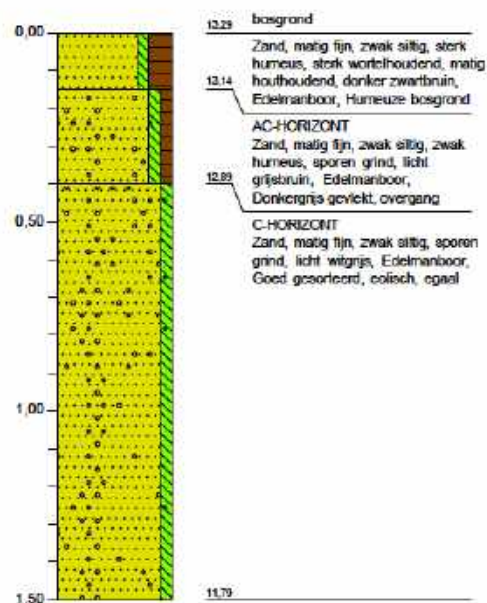 0,00
13,29 bosgrond
Zand, matig fijn, zwak siltig, sterk
humeus, sterk wortelhoudend, matig
houthoudend, donker zwartbruin,
Edelmanboor, Humeuze bosgrond
13,14
AC-HORIZONT
Zand, matig fijn, zwak siltig, zwak
humeus, sporen grind, licht
grijsbruin, Edelmanboor,
Donkergrijs gevlekt, overgang
12,89
0,50
C-HORIZONT
Zand, matig fijn, zwak siltig, sporen
grind, licht witgrijs, Edelmanboor,
Goed gesorteerd, eolisch, egaal
1,00
1,50
11,79